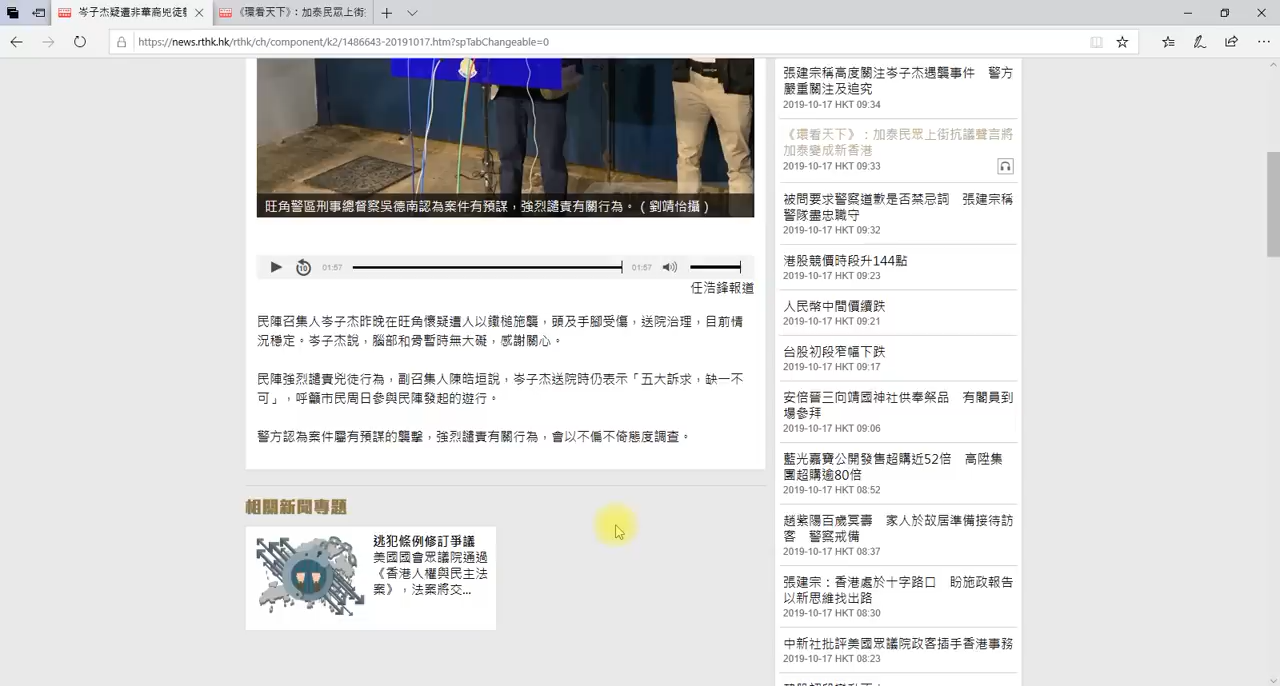 岑子杰疑遭非華裔兇徒
《環看天下》：加泰民眾上街
https://news.rthk.hk/rthk/ch/component/k2/1486643-20191017.htm?spTabChangeable=0
旺角警區刑事總督察吳德南認為案件有預謀，強烈譴責有關行為。（劉靖怡攝）
10
01:57
01:57
任浩鋒報道
民陣召集人岑子杰昨晚在旺角懷疑遭人以鐵槌施襲，頭及手腳受傷，送院治理，目前情
況穩定。岑子杰說，腦部和骨暫時無大礙，感謝關心。
民陣強烈譴責兇徒行為，副召集人陳皓桓說，岑子杰送院時仍表示「五大訴求，缺一不
可」，呼籲市民周日參與民陣發起的遊行。
警方認為案件屬有預謀的襲擊，強烈譴責有關行為，會以不偏不倚態度調查。
相關新聞專題
逃犯條例修訂爭議
美國國會眾議院通過
《香港人權與民主法
案》，法案將交...
張建宗稱高度關注岑子杰遇襲事件　警方
嚴重關注及追究
2019-10-17 HKT 09:34
《環看天下》：加泰民眾上街抗議聲言將
加泰變成新香港
2019-10-17 HKT 09:33
被問要求警察道歉是否禁忌詞　張建宗稱
警隊盡忠職守
2019-10-17 HKT 09:32
港股競價時段升144點
2019-10-17 HKT 09:23
人民幣中間價續跌
2019-10-17 HKT 09:21
台股初段窄幅下跌
2019-10-17 HKT 09:17
安倍晉三向靖國神社供奉祭品　有閣員到
場參拜
2019-10-17 HKT 09:06
藍光嘉寶公開發售超購近52倍　高陞集
團超購逾80倍
2019-10-17 HKT 08:52
趙紫陽百歲冥壽　家人於故居準備接待訪
客　警察戒備
2019-10-17 HKT 08:37
張建宗：香港處於十字路口　盼施政報告
以新思維找出路
2019-10-17 HKT 08:30
中新社批評美國眾議院政客插手香港事務
2019-10-17 HKT 08:23